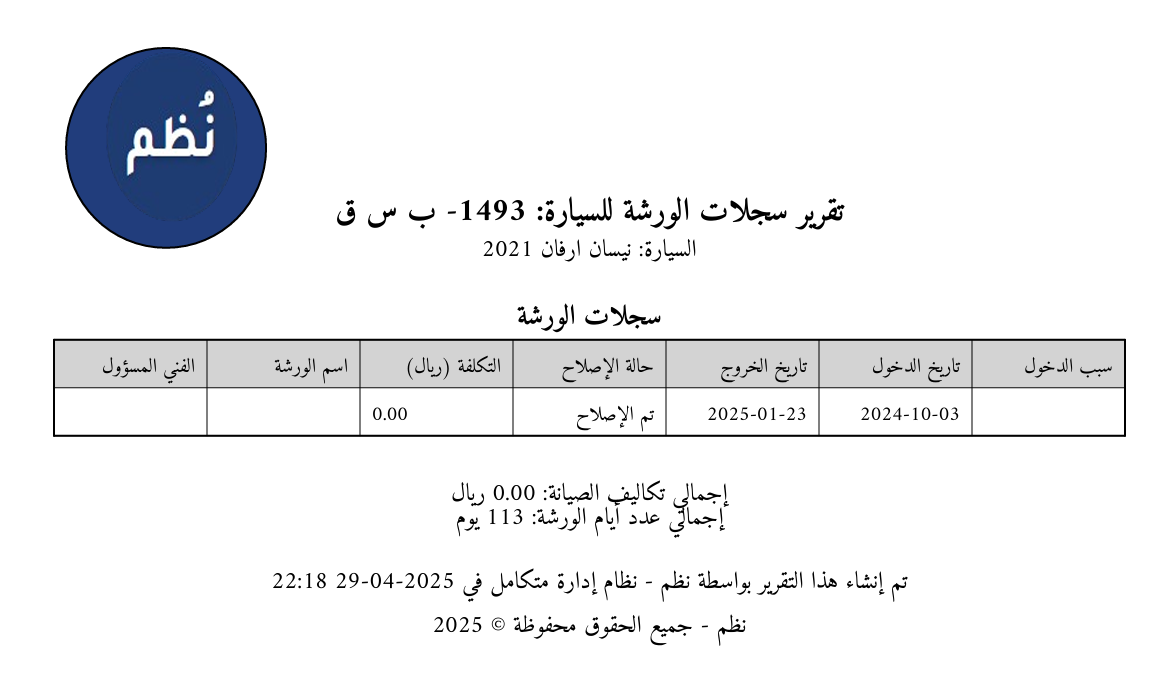 نُظم
تقرير سجلات الورشة للسيارة: 1493- ب س ق
السيارة: نيسان ارفان 2021
سجلات الورشة
سبب الدخول تاريخ الدخول تاريخ الخروج حالة الإصلاح التكلفة (ريال) اسم الورشة الفني المسؤول
2024-10-03 2025-01-23 تم الإصلاح 0.00
إجمالي تكاليف الصيانة: 0.00 ريال
إجمالي عدد أيام الورشة: 113 يوم
تم إنشاء هذا التقرير بواسطة نظم - نظام إدارة متكامل في 2025-04-29 22:18
نظم - جميع الحقوق محفوظة © 2025